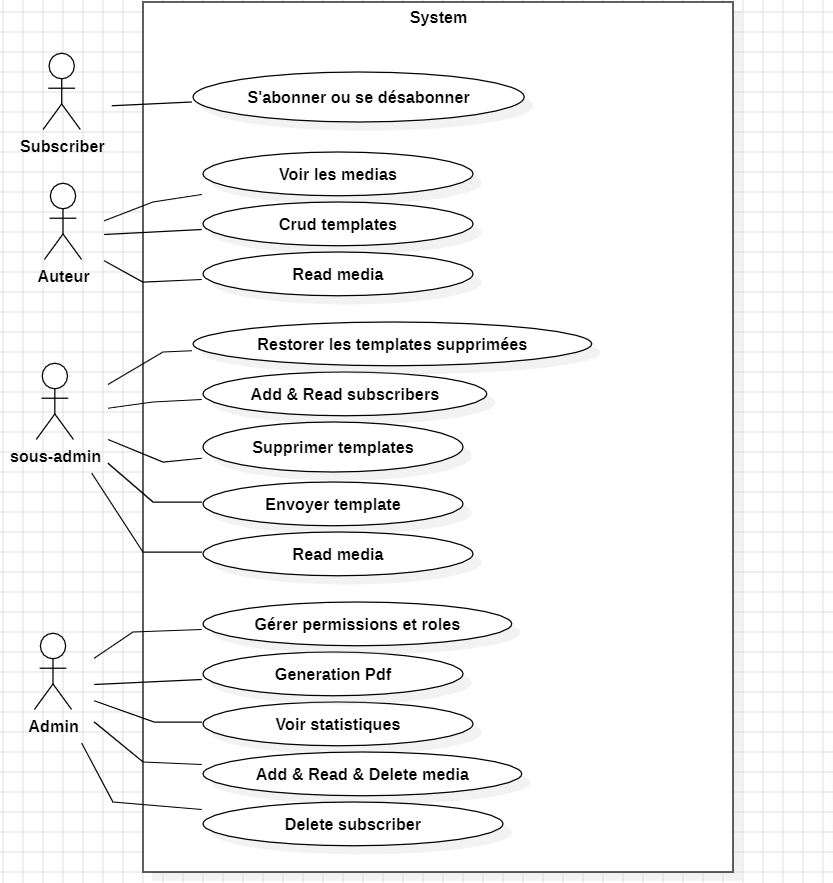 System
Subscriber
S'abonner ou se désabonner
Auteur
Voir les medias
Crud templates
Read media
sous-admin
Restorer les templates supprimées
Add & Read subscribers
Supprimer templates
Envoyer template
Read media
Admin
Gérer permissions et roles
Generation Pdf
Voir statistiques
Add & Read & Delete media
Delete subscriber